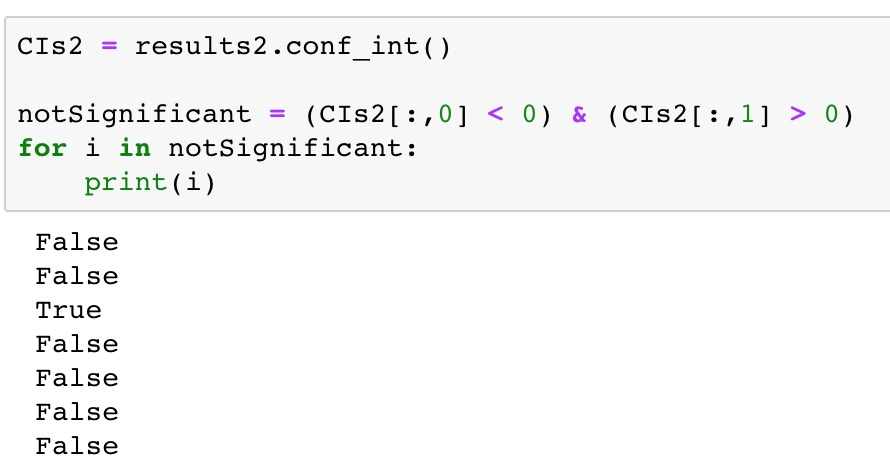 CIs2 = results2.conf_int()
notSignificant = (CIs2[:,0] < 0) & (CIs2[:,1] > 0)
for i in notSignificant:
    print(i)
False
False
True
False
False
False
False